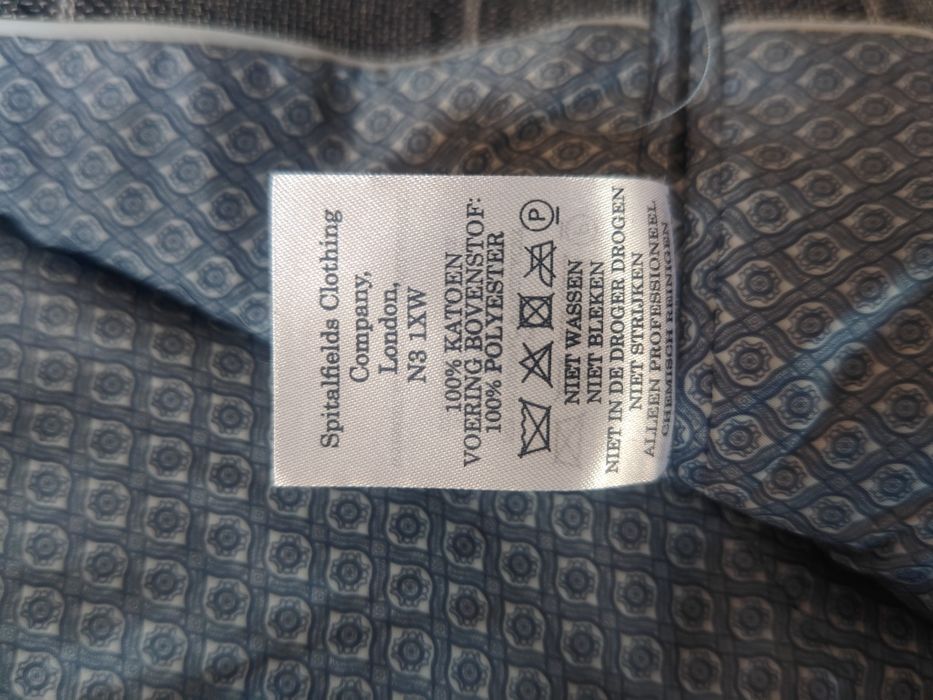 Spitalfields Clothing
Company,
London,
N3 1XW
100% KATOEN
VOERING BOVENSTOF:
100% POLYESTER
P
NIET WASSEN
NIET BLEKEN
NIET IN DE DROGER DROGEN
NIET STRIJKEN
ALLEEN PROFESSIONEEL
CHEMISCH REINIGEN